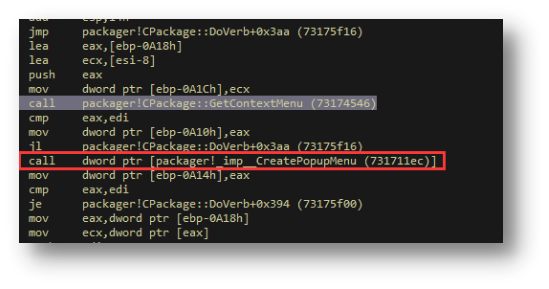 jmp packager!CPackage::DoVerb+0x3aa (73175f16)
lea eax,[ebp-0A18h]
lea ecx,[esi-8]
push eax
mov dword ptr [ebp-0A1Ch],ecx
call packager!CPackage::GetContextMenu (73174546)
cmp eax,edi
mov dword ptr [ebp-0A10h],eax
jl packager!CPackage::DoVerb+0x3aa (73175f16)
call dword ptr [packager!_imp__CreatePopupMenu (731711ec)]
mov dword ptr [ebp-0A14h],eax
cmp eax,edi
je packager!CPackage::DoVerb+0x394 (73175f00)
mov eax,dword ptr [ebp-0A18h]
mov ecx,dword ptr [eax]